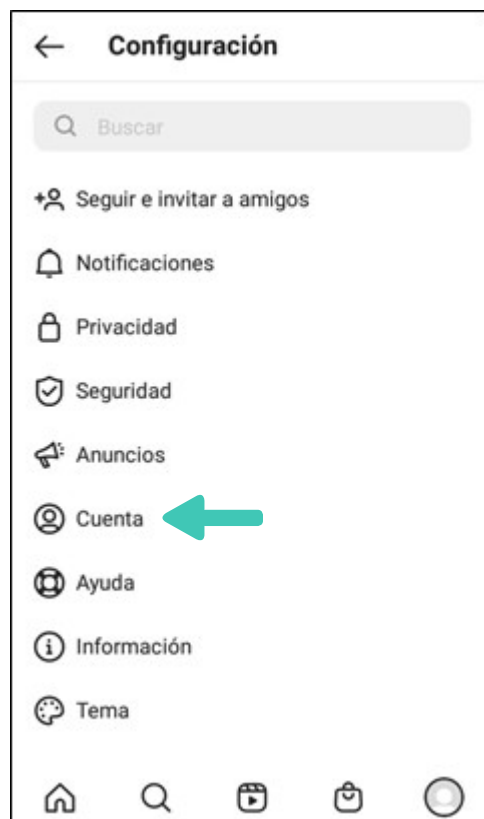 Configuración
Buscar
Seguir e invitar a amigos
Notificaciones
Privacidad
Seguridad
Anuncios
Cuenta
Ayuda
Información
Tema